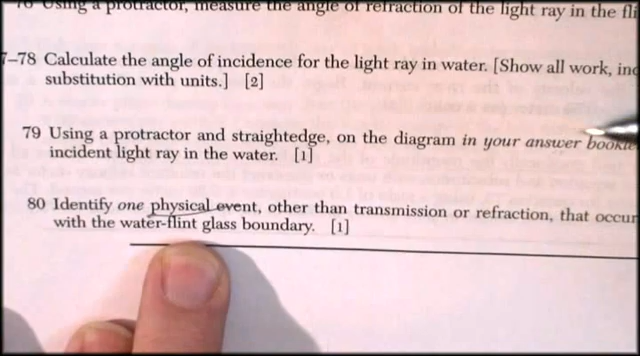 Using a protractor, measure the angle of refraction of the light ray in the
–78 Calculate the angle of incidence for the light ray in water. [Show all work,
substitution with units.] [2]
79 Using a protractor and straightedge, on the diagram in your answer
incident light ray in the water. [1]
80 Identify one physical event, other than transmission or refraction, that
with the water-flint glass boundary. [1]